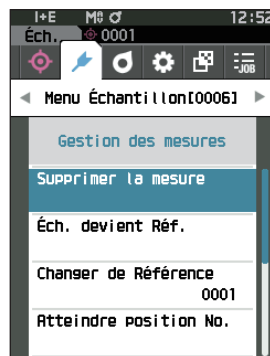 I+E M0 12:52
Éch. 0001
-JOB
Menu Échantillon[0006]
Gestion des mesures
Supprimer la mesure
Éch. devient Réf.
Changer de Référence
0001
Atteindre position No.